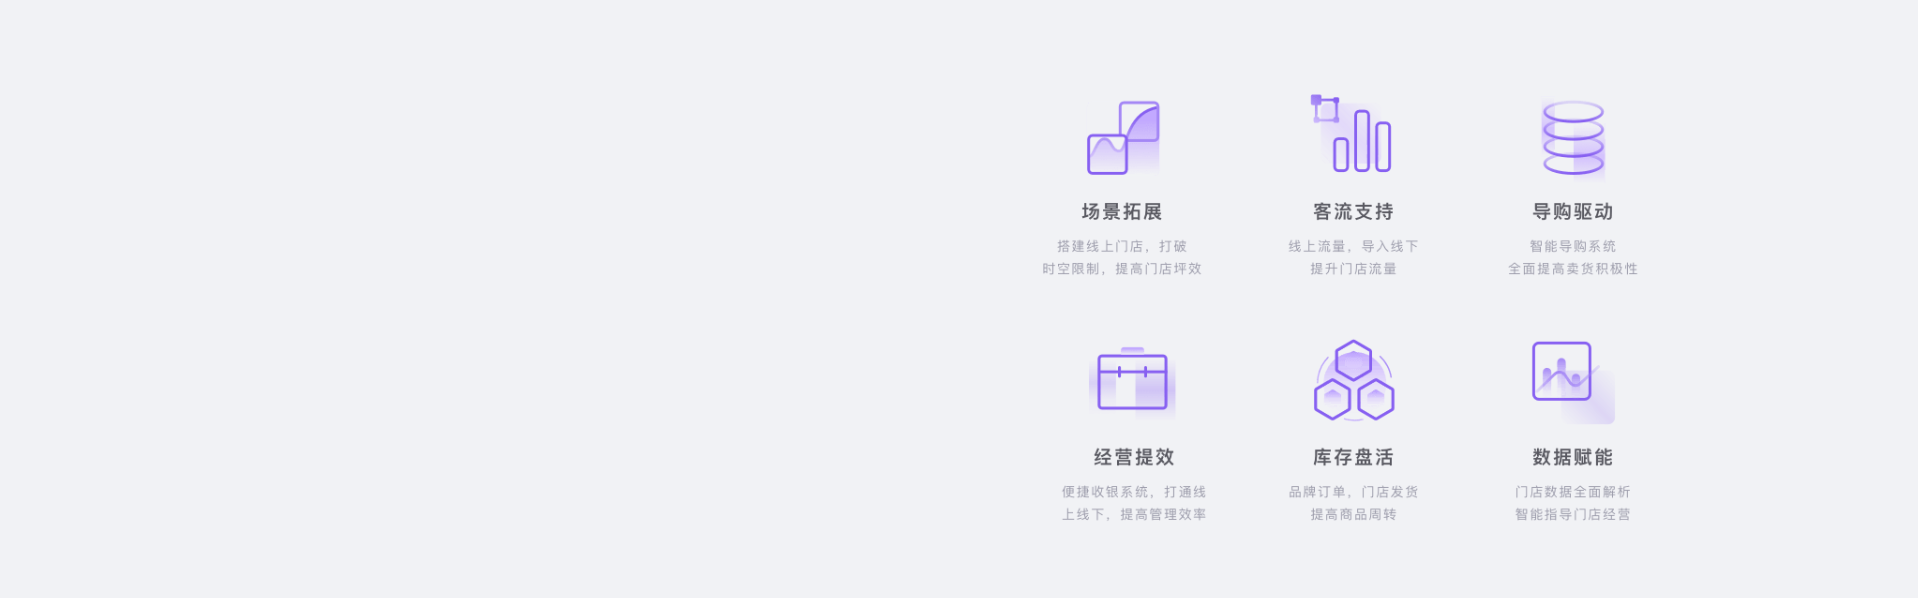 场景拓展
搭建线上门店，打破
时空限制，提高门店坪效
客流支持
线上流量，导入线下
提升门店流量
导购驱动
智能导购系统
全面提高卖货积极性
经营提效
便捷收银系统，打通线
上线下，提高管理效率
库存盘活
品牌订单，门店发货
提高商品周转
数据赋能
门店数据全面解析
智能指导门店经营